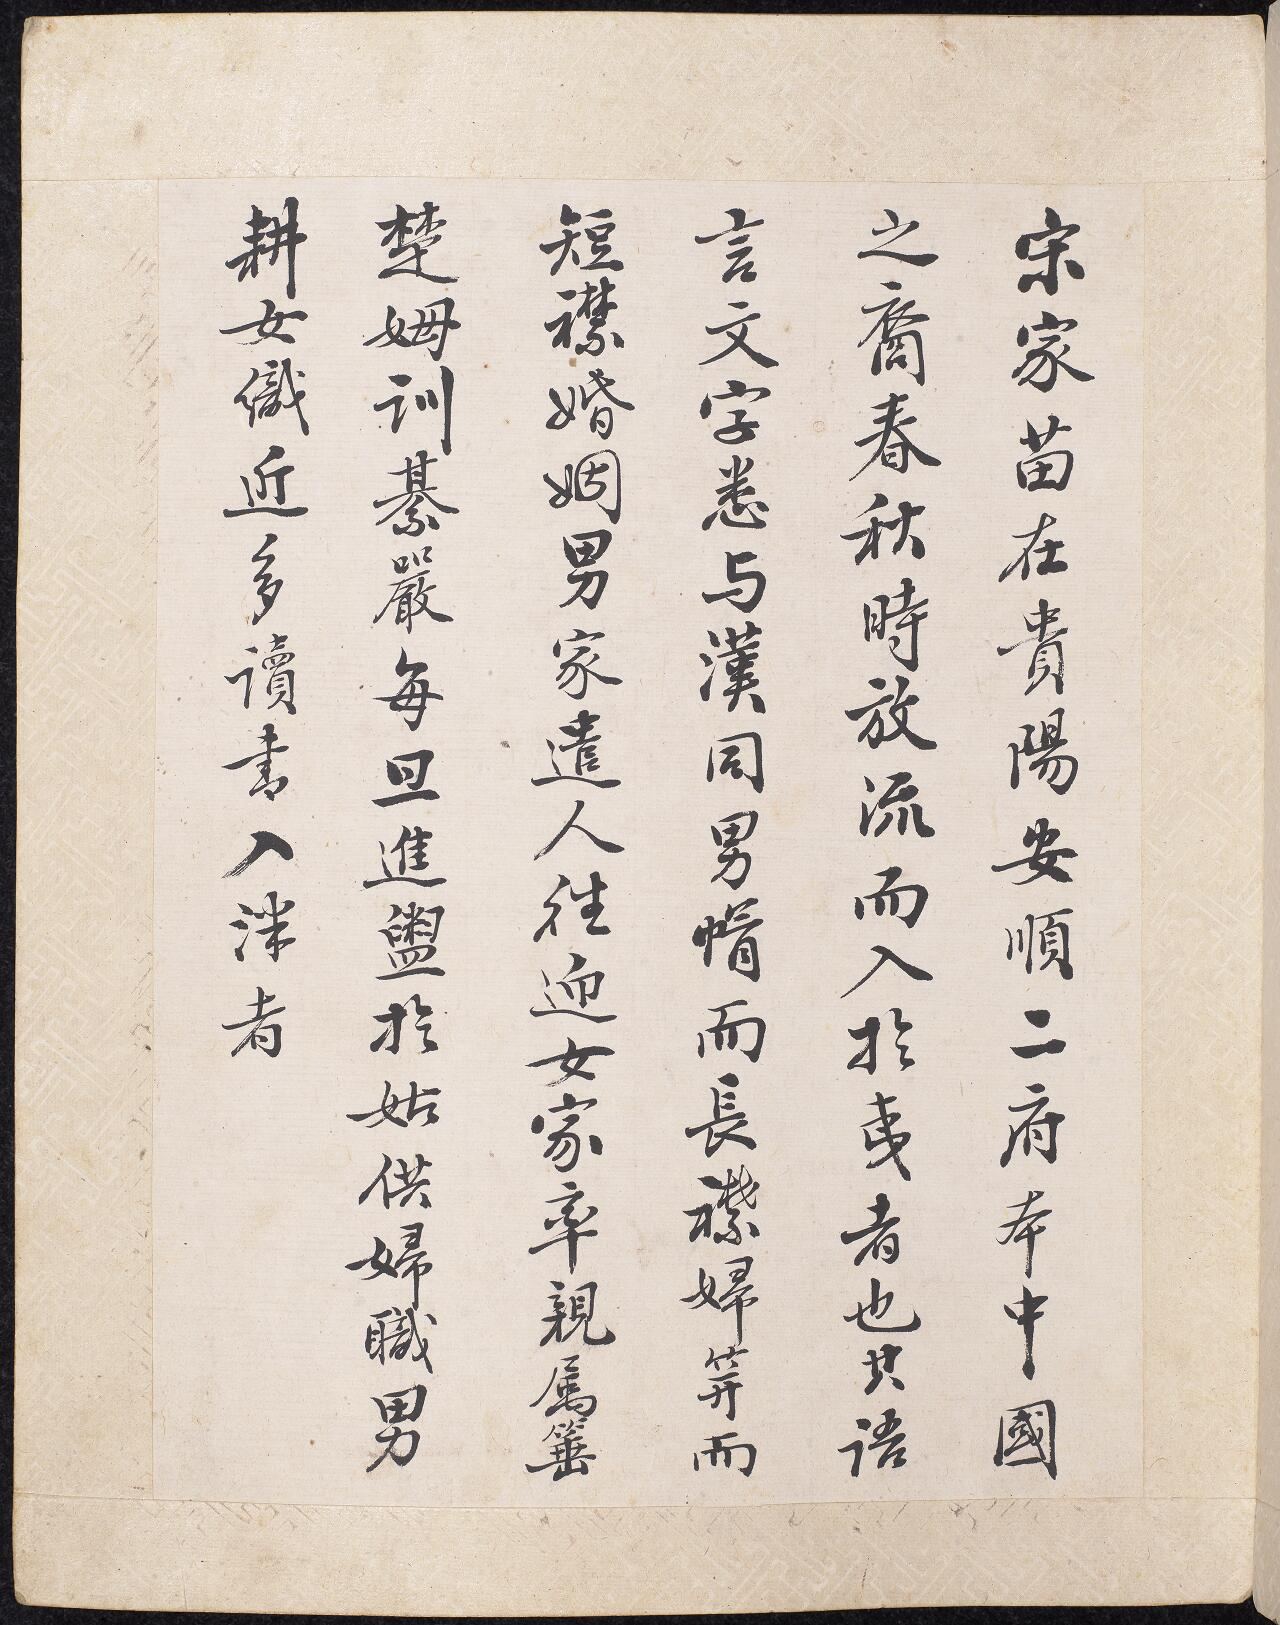 宋家苗在貴陽安順二府本中國
之裔春秋時放流而入於夷者也其語
言文字悉与漢同男帽而長襟婦笄而
短襟婚姻男家遣人往迎女家率親属箠
楚姆訓綦嚴每旦進盥於姑供婦職男
耕女織近多讀書入泮者